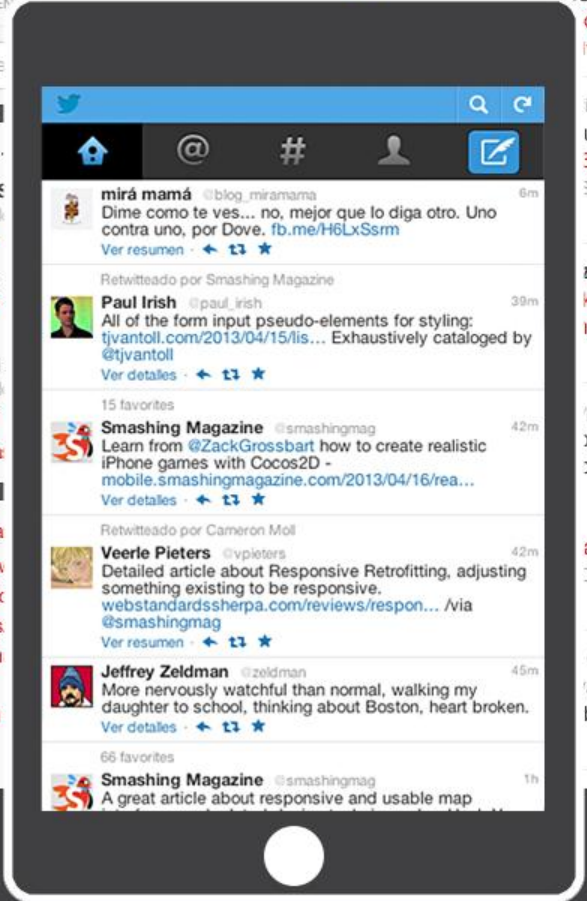 @ #
mirá mamá @blog_miramama 6m
Dime como te ves... no, mejor que lo diga otro. Uno
contra uno, por Dove. fb.me/H6LxSsrm
Ver resumen ·
Retwitteado por Smashing Magazine
Paul Irish @paul_irish 39m
All of the form input pseudo-elements for styling:
tjvantoll.com/2013/04/15/lis... Exhaustively cataloged by
@tjvantoll
Ver detalles ·
15 favorites
Smashing Magazine @smashingmag 42m
Learn from @ZackGrossbart how to create realistic
iPhone games with Cocos2D -
mobile.smashingmagazine.com/2013/04/16/rea...
Ver detalles ·
Retwitteado por Cameron Moll
Veerle Pieters @vpieters 42m
Detailed article about Responsive Retrofitting, adjusting
something existing to be responsive.
webstandardssherpa.com/reviews/respon... /via
@smashingmag
Ver resumen ·
Jeffrey Zeldman @zeldman 45m
More nervously watchful than normal, walking my
daughter to school, thinking about Boston, heart broken.
Ver detalles ·
66 favorites
Smashing Magazine @smashingmag 1h
A great article about responsive and usable map